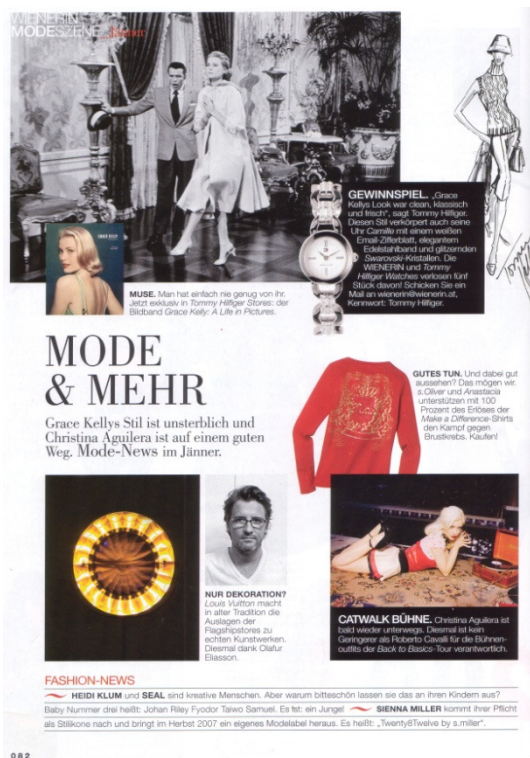 WIENERIN
MODESZENE Jänner
GEWINNSPIEL. „Grace
Kellys Look war clean, klassisch
und frisch“, sagt Tommy Hilfiger.
Diesen Stil verkörpert auch seine
Uhr Camille mit einem weißen
Email-Zifferblatt, elegantem
Edelstahlband und glitzernden
Swarovski-Kristallen. Die
WIENERIN und Tommy
Hilfiger Watches verlosen fünf
Stück davon! Schicken Sie ein
Mail an wienerin@wienerin.at,
Kennwort: Tommy Hilfiger.
MUSE. Man hat einfach nie genug von ihr.
Jetzt exklusiv in Tommy Hilfiger Stores: der
Bildband Grace Kelly: A Life in Pictures.
MODE
& MEHR
Grace Kellys Stil ist unsterblich und
Christina Aguilera ist auf einem guten
Weg. Mode-News im Jänner.
GUTES TUN. Und dabei gut
aussehen? Das mögen wir.
s.Oliver und Anastacia
unterstützen mit 100
Prozent des Erlöses der
Make a Difference-Shirts
den Kampf gegen
Brustkrebs. Kaufen!
NUR DEKORATION?
Louis Vuitton macht
in alter Tradition die
Auslagen der
Flagshipstores zu
echten Kunstwerken.
Diesmal dank Olafur
Eliasson.
CATWALK BÜHNE. Christina Aguilera ist
bald wieder unterwegs. Diesmal ist kein
Geringerer als Roberto Cavalli für die Bühnen-
outfits der Back to Basics-Tour verantwortlich.
FASHION-NEWS
HEIDI KLUM und SEAL sind kreative Menschen. Aber warum bitteschön lassen sie das an ihren Kindern aus?
Baby Nummer drei heißt: Johan Riley Fyodor Taiwo Samuel. Es ist: ein Junge! SIENNA MILLER kommt ihrer Pflicht
als Stilikone nach und bringt im Herbst 2007 ein eigenes Modelabel heraus. Es heißt: „Twenty8Twelve by s.miller“.
082